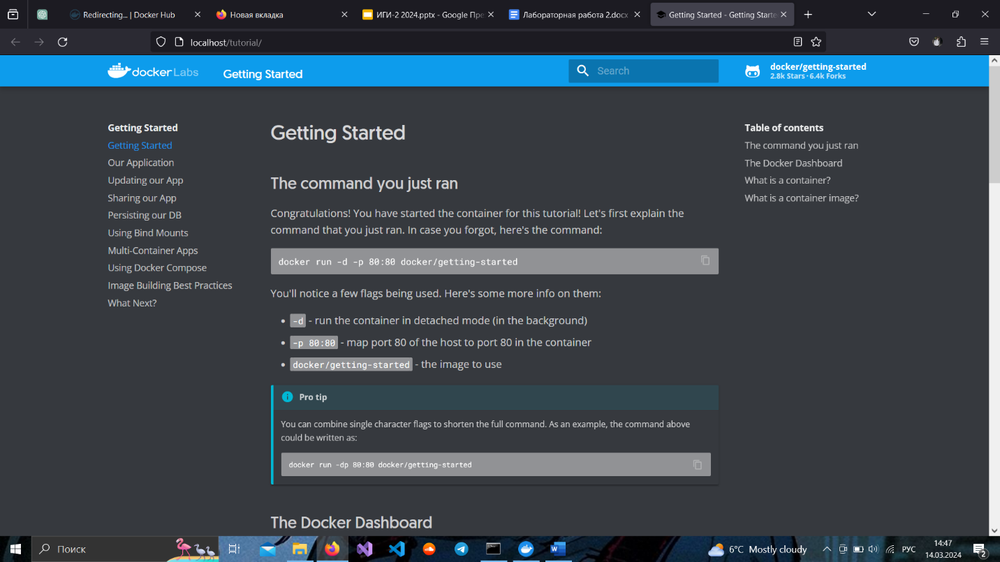 Redirecting... | Docker Hub
Новая вкладка
ИГИ-2 2024.pptx - Google Пре
Лабораторная работа 2.docx
Getting Started - Getting Starte
localhost/tutorial/
docker Labs
Getting Started
Search
docker/getting-started
2.8k Stars · 6.4k Forks
Getting Started
Getting Started
Our Application
Updating our App
Sharing our App
Persisting our DB
Using Bind Mounts
Multi-Container Apps
Using Docker Compose
Image Building Best Practices
What Next?
Getting Started
The command you just ran
Congratulations! You have started the container for this tutorial! Let's first explain the
command that you just ran. In case you forgot, here's the command:
docker run -d -p 80:80 docker/getting-started
You'll notice a few flags being used. Here's some more info on them:
-d - run the container in detached mode (in the background)
-p 80:80 - map port 80 of the host to port 80 in the container
docker/getting-started - the image to use
Pro tip
You can combine single character flags to shorten the full command. As an example, the command above
could be written as:
docker run -dp 80:80 docker/getting-started
The Docker Dashboard
Table of contents
The command you just ran
The Docker Dashboard
What is a container?
What is a container image?
Поиск
6°C Mostly cloudy
РУС
14:47
14.03.2024
2